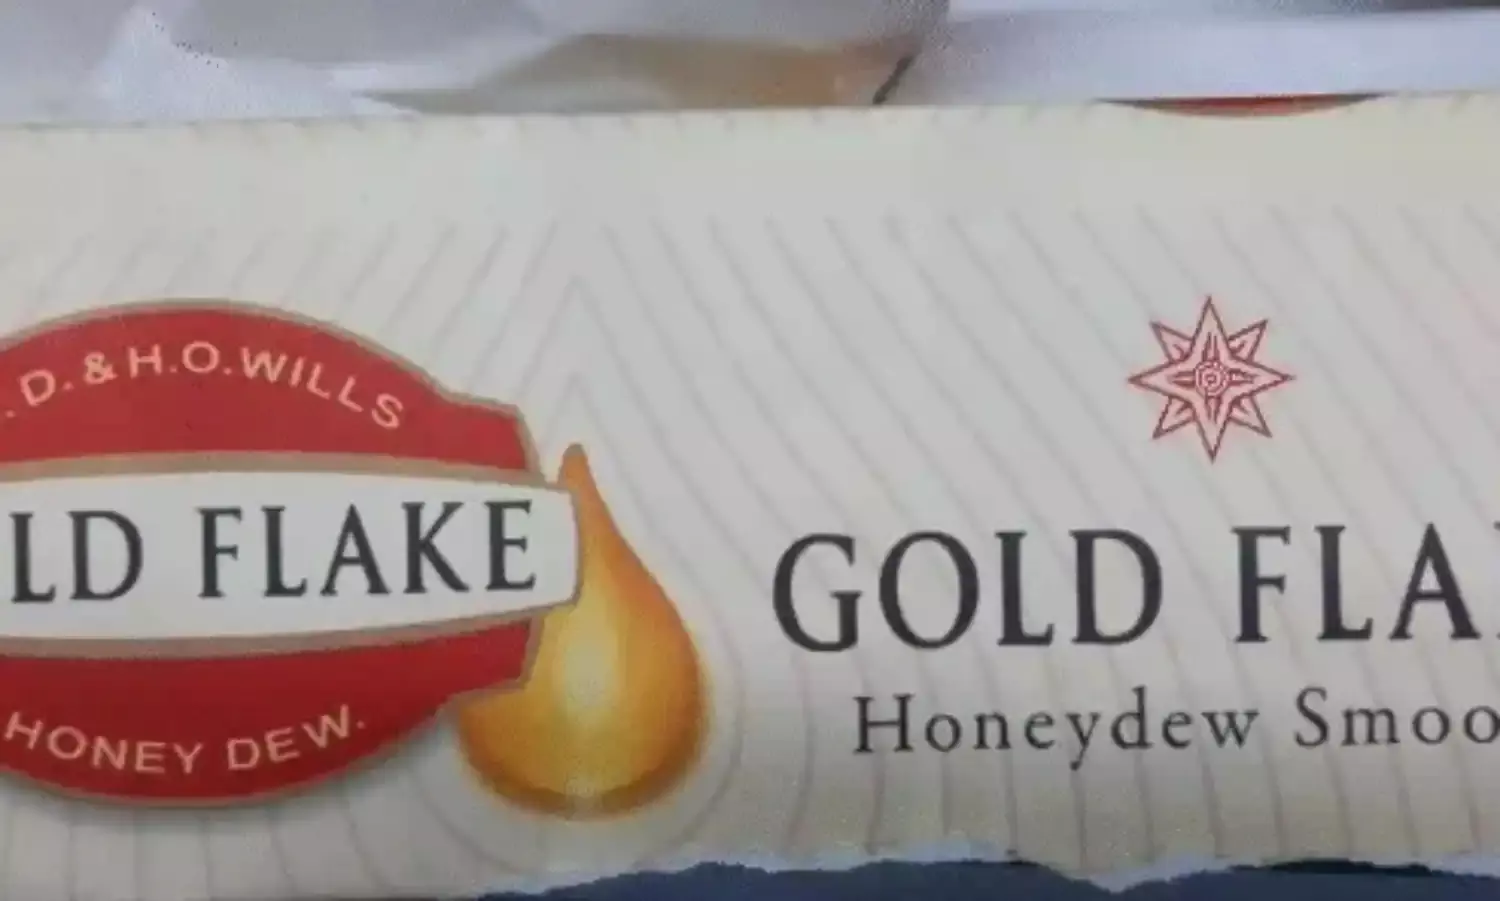 . D. & H.O. WILLS
LD FLAKE
HONEY DEW.
GOLD FLA
Honeydew Smoo